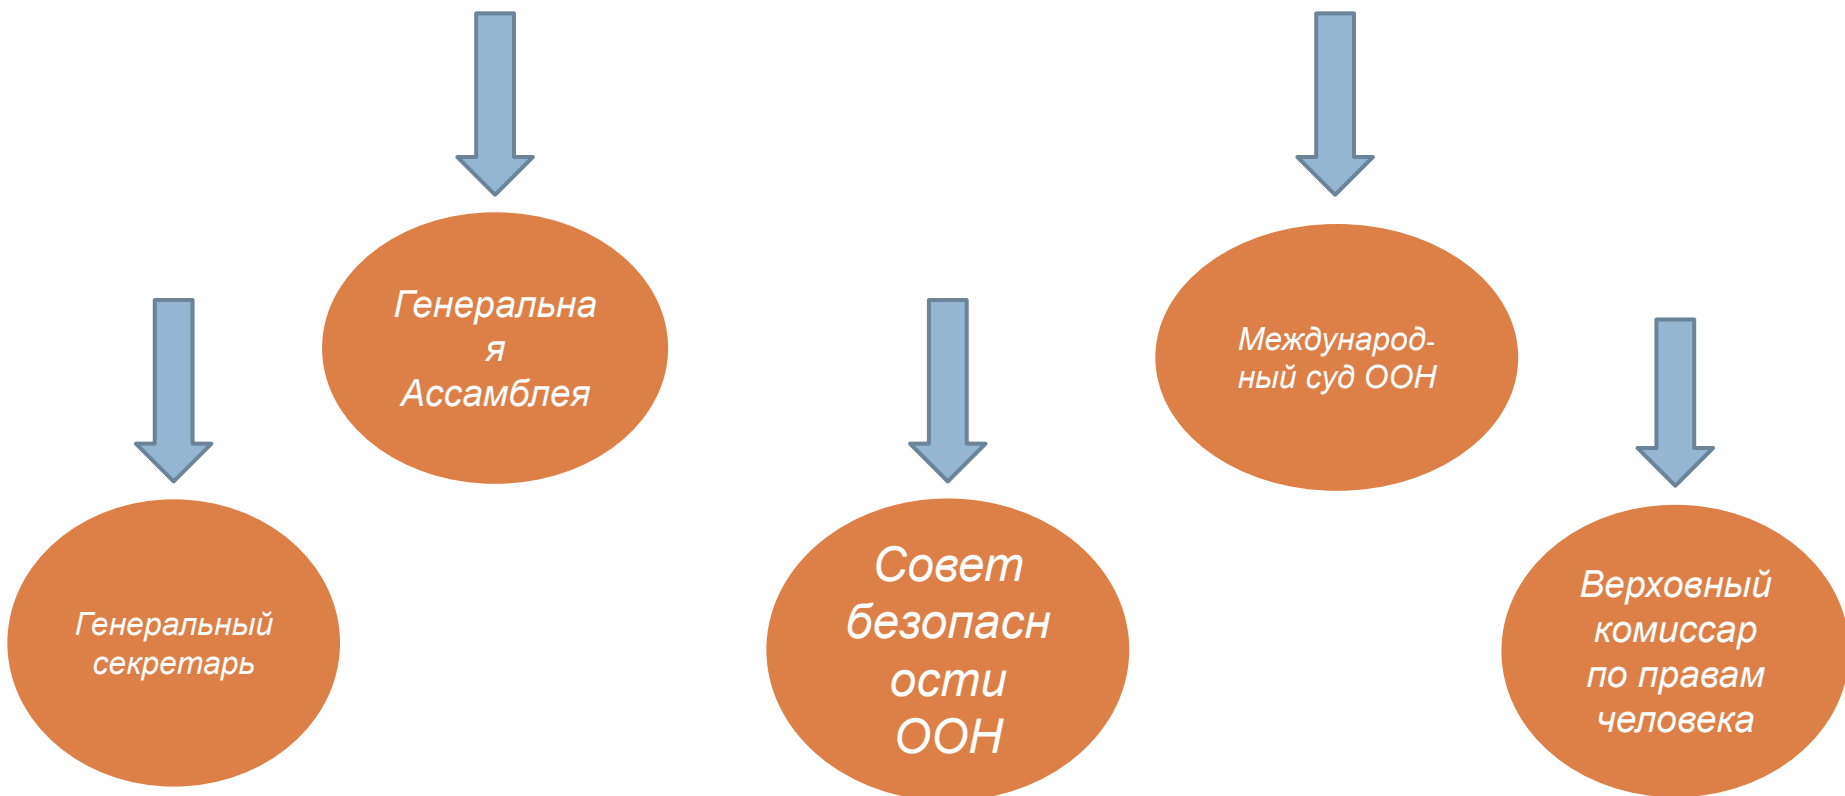 Генеральна
я
Ассамблея
Международ-
ный суд ООН
Генеральный
секретарь
Совет
безопасн
ости
ООН
Верховный
комиссар
по правам
человека